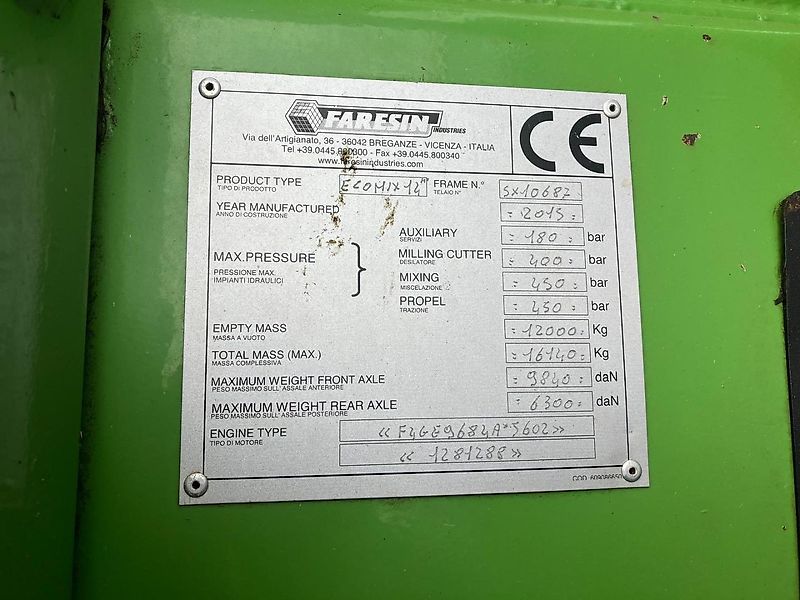 FARESIN INDUSTRIES
Via dell'Artigianato, 36 - 36042 BREGANZE - VICENZA - ITALIA
Tel +39.0445.800300 - Fax +39.0445.800340
www.faresinindustries.com
CE
PRODUCT TYPE ECOMIX14 FRAME N.° SX10687
TIPO DI PRODOTTO TELAIO N°
YEAR MANUFACTURED = 2015 =
ANNO DI COSTRUZIONE
AUXILIARY = 180 = bar
SERVIZI
MAX.PRESSURE MILLING CUTTER = 400 = bar
PRESSIONE MAX. DESILATORE
IMPIANTI IDRAULICI
MIXING = 450 = bar
MISCELAZIONE
PROPEL = 450 = bar
TRAZIONE
EMPTY MASS = 12000 = Kg
MASSA A VUOTO
TOTAL MASS (MAX.) = 16140 = Kg
MASSA COMPLESSIVA
MAXIMUM WEIGHT FRONT AXLE = 9840 = daN
PESO MASSIMO SULL'ASSALE ANTERIORE
MAXIMUM WEIGHT REAR AXLE = 6300 = daN
PESO MASSIMO SULL'ASSALE POSTERIORE
ENGINE TYPE « F4GE9684A*J602 »
TIPO DI MOTORE
« 1281288 »
COD.